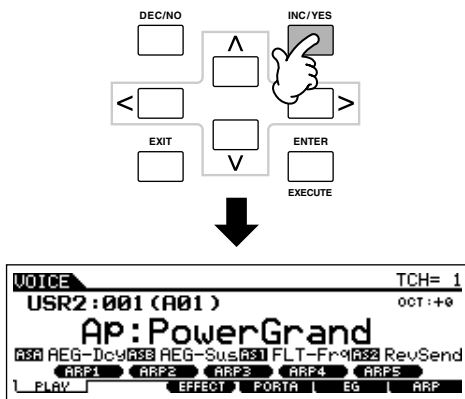 DEC/NO INC/YES
EXIT ENTER
EXECUTE
VOICE TCH= 1
USR2:001(A01) OCT:+0
AP:PowerGrand
ASA AEG-Dcy ASB AEG-Sus AS1 FLT-Frq AS2 RevSend
ARP1 ARP2 ARP3 ARP4 ARP5
PLAY EFFECT PORTA EG ARP